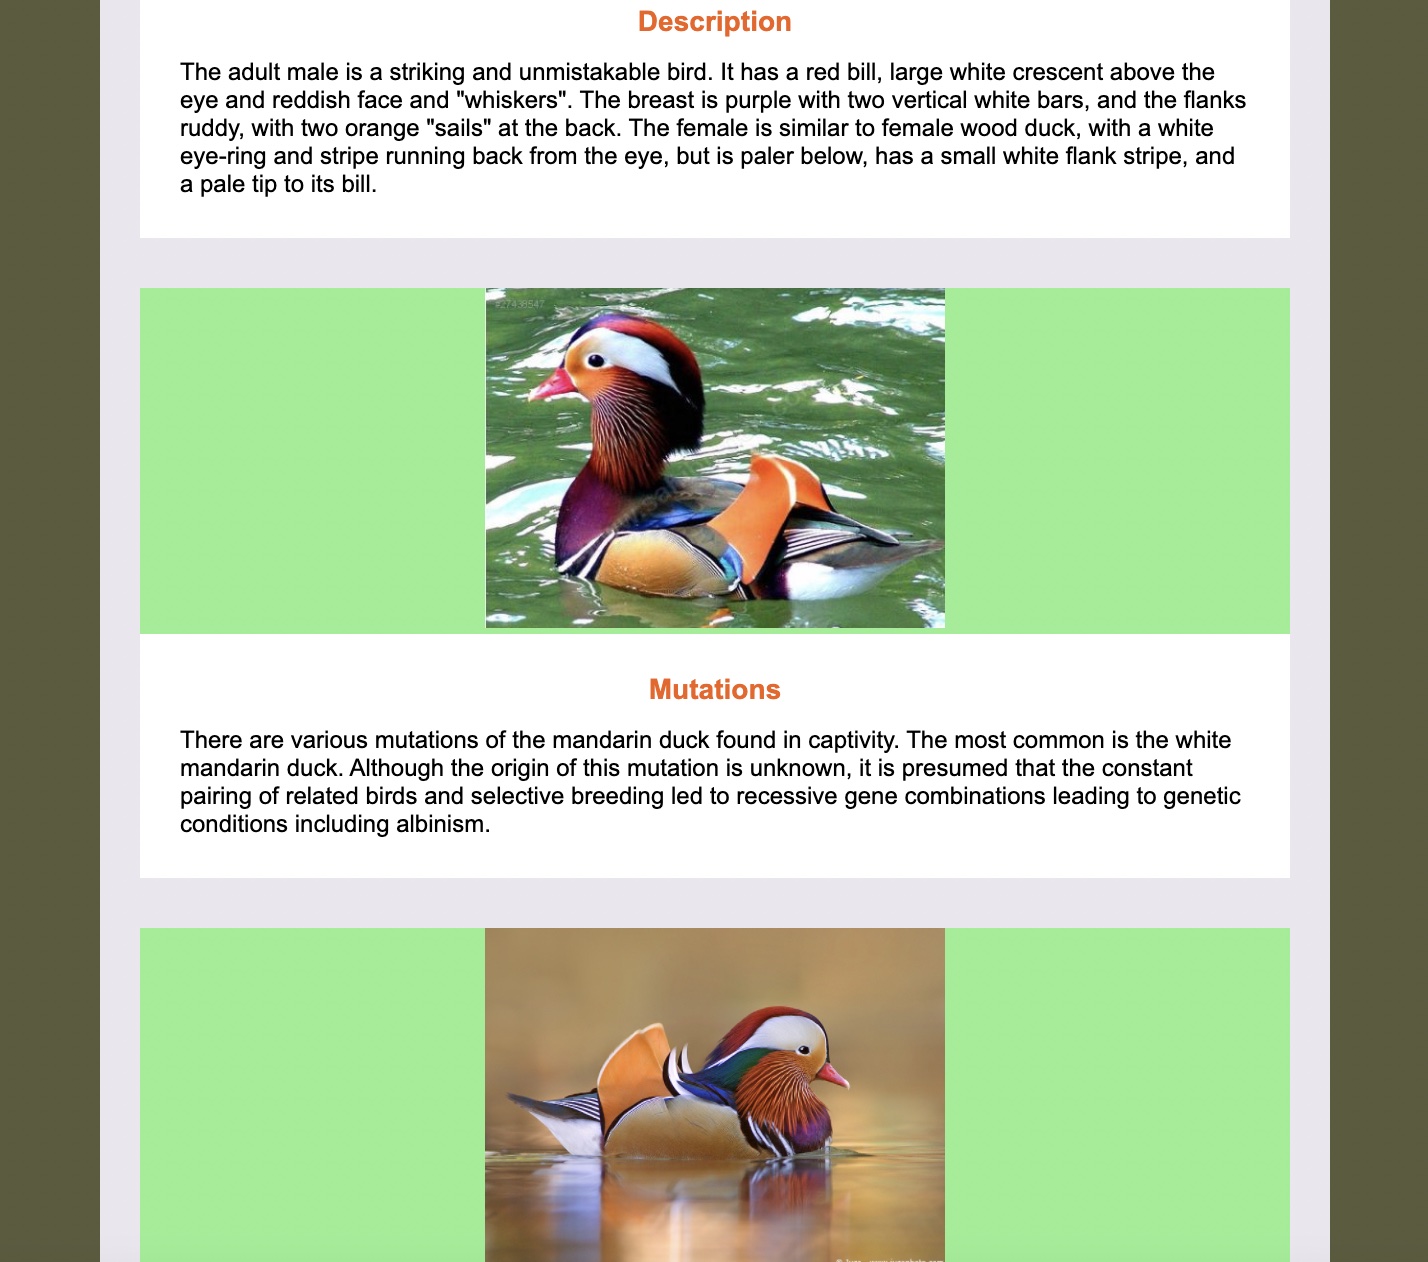 Description
The adult male is a striking and unmistakable bird. It has a red bill, large white crescent above the
eye and reddish face and "whiskers". The breast is purple with two vertical white bars, and the flanks
ruddy, with two orange "sails" at the back. The female is similar to female wood duck, with a white
eye-ring and stripe running back from the eye, but is paler below, has a small white flank stripe, and
a pale tip to its bill.
Mutations
There are various mutations of the mandarin duck found in captivity. The most common is the white
mandarin duck. Although the origin of this mutation is unknown, it is presumed that the constant
pairing of related birds and selective breeding led to recessive gene combinations leading to genetic
conditions including albinism.